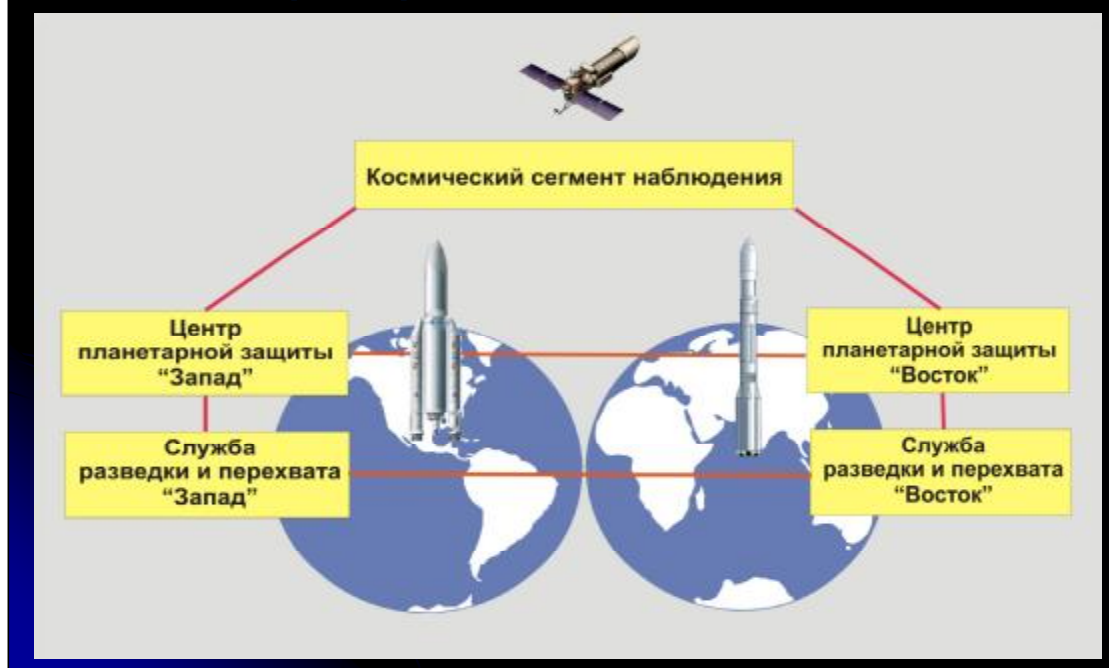 Космический сегмент наблюдения
Центр
планетарной защиты
“Запад”
Центр
планетарной защиты
“Восток”
Служба
разведки и перехвата
“Запад”
Служба
разведки и перехвата
“Восток”